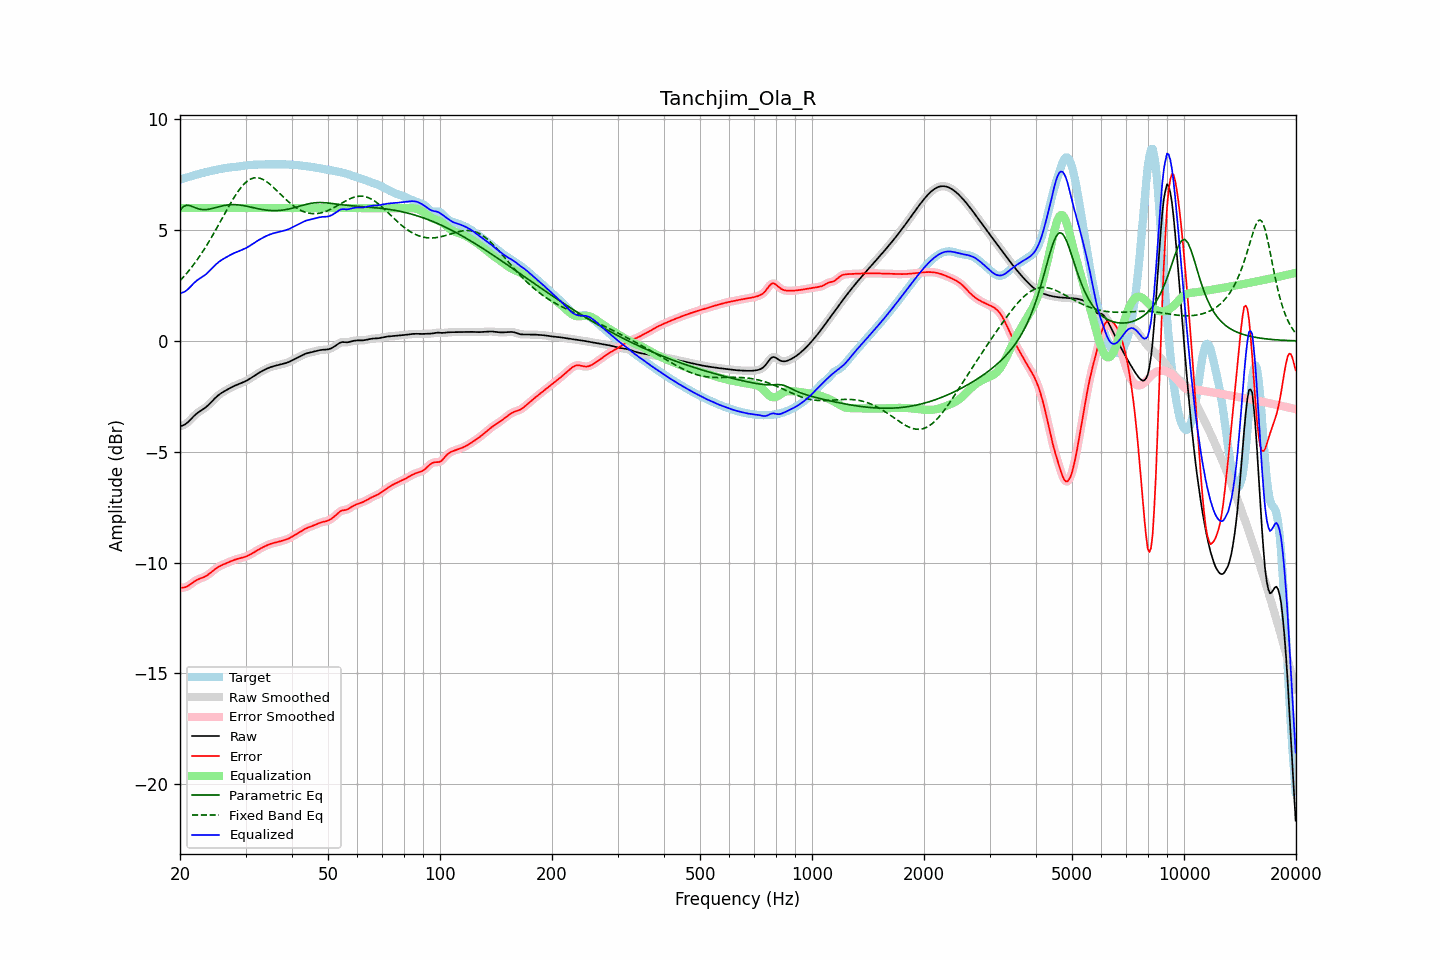 Tanchjim_Ola_R
10
5
0
−5
−10
−15
−20
Amplitude (dBr)
Target
Raw Smoothed
Error Smoothed
Raw
Error
Equalization
Parametric Eq
Fixed Band Eq
Equalized
20 50 100 200 500 1000 2000 5000 10000 20000
Frequency (Hz)